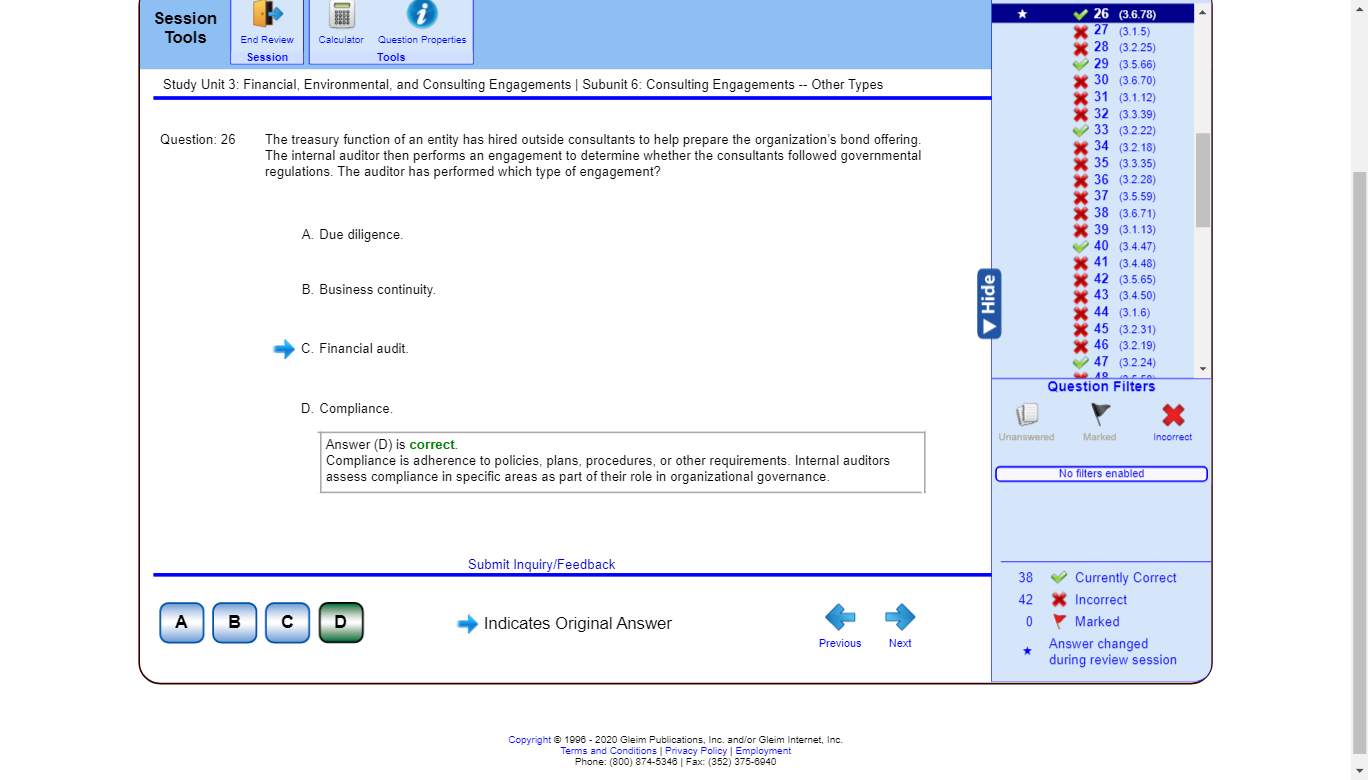 Session
Tools
End Review
Session
Calculator
Question Properties
Tools
Study Unit 3: Financial, Environmental, and Consulting Engagements | Subunit 6: Consulting Engagements -- Other Types
Question: 26
The treasury function of an entity has hired outside consultants to help prepare the organization's bond offering.
The internal auditor then performs an engagement to determine whether the consultants followed governmental
regulations. The auditor has performed which type of engagement?
A. Due diligence.
B. Business continuity.
C. Financial audit.
D. Compliance.
Answer (D) is correct.
Compliance is adherence to policies, plans, procedures, or other requirements. Internal auditors
assess compliance in specific areas as part of their role in organizational governance.
Submit Inquiry/Feedback
A B C D
Indicates Original Answer
Previous
Next
26 (3.6.78)
27 (3.1.5)
28 (3.2.25)
29 (3.5.66)
30 (3.6.70)
31 (3.1.12)
32 (3.3.39)
33 (3.2.22)
34 (3.2.18)
35 (3.3.35)
36 (3.2.28)
37 (3.5.59)
38 (3.6.71)
39 (3.1.13)
40 (3.4.47)
41 (3.4.48)
42 (3.5.65)
43 (3.4.50)
44 (3.1.6)
45 (3.2.31)
46 (3.2.19)
47 (3.2.24)
48
Hide
Question Filters
Unanswered
Marked
Incorrect
No filters enabled
38 Currently Correct
42 Incorrect
0 Marked
Answer changed
during review session
Copyright © 1996 - 2020 Gleim Publications, Inc. and/or Gleim Internet, Inc.
Terms and Conditions | Privacy Policy | Employment
Phone: (800) 874-5346 | Fax: (352) 375-6940